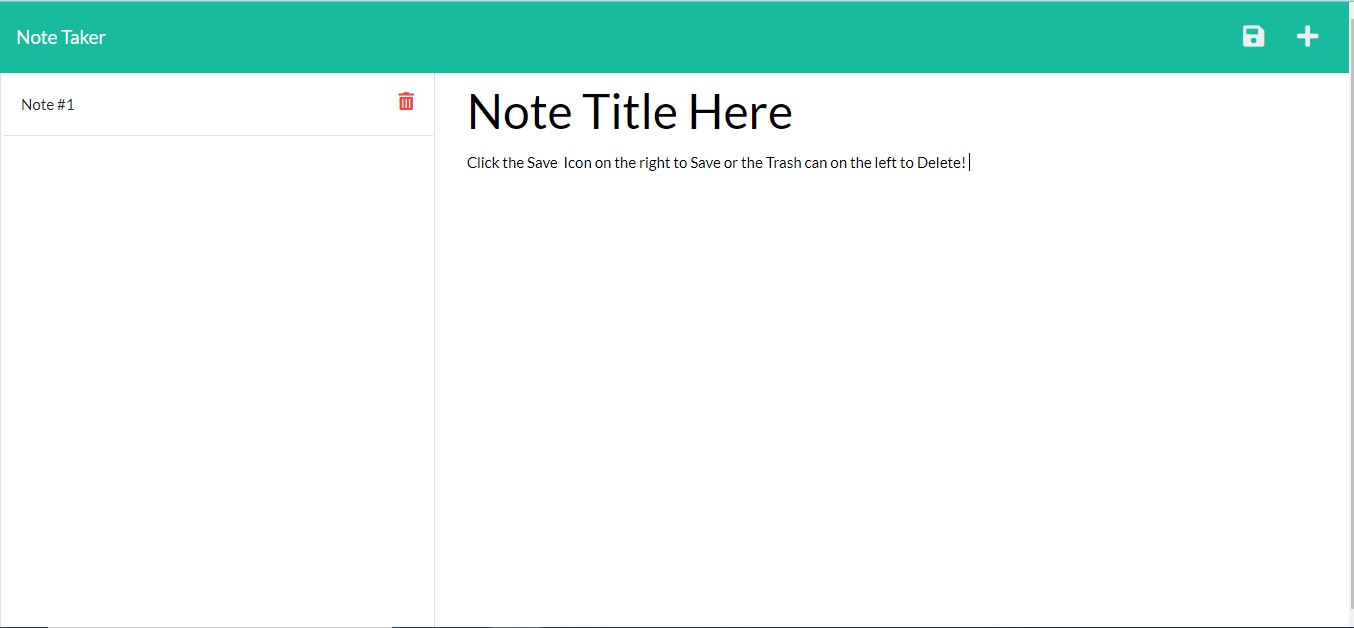 Note Taker
Note #1
Note Title Here
Click the Save  Icon on the right to Save or the Trash can on the left to Delete!